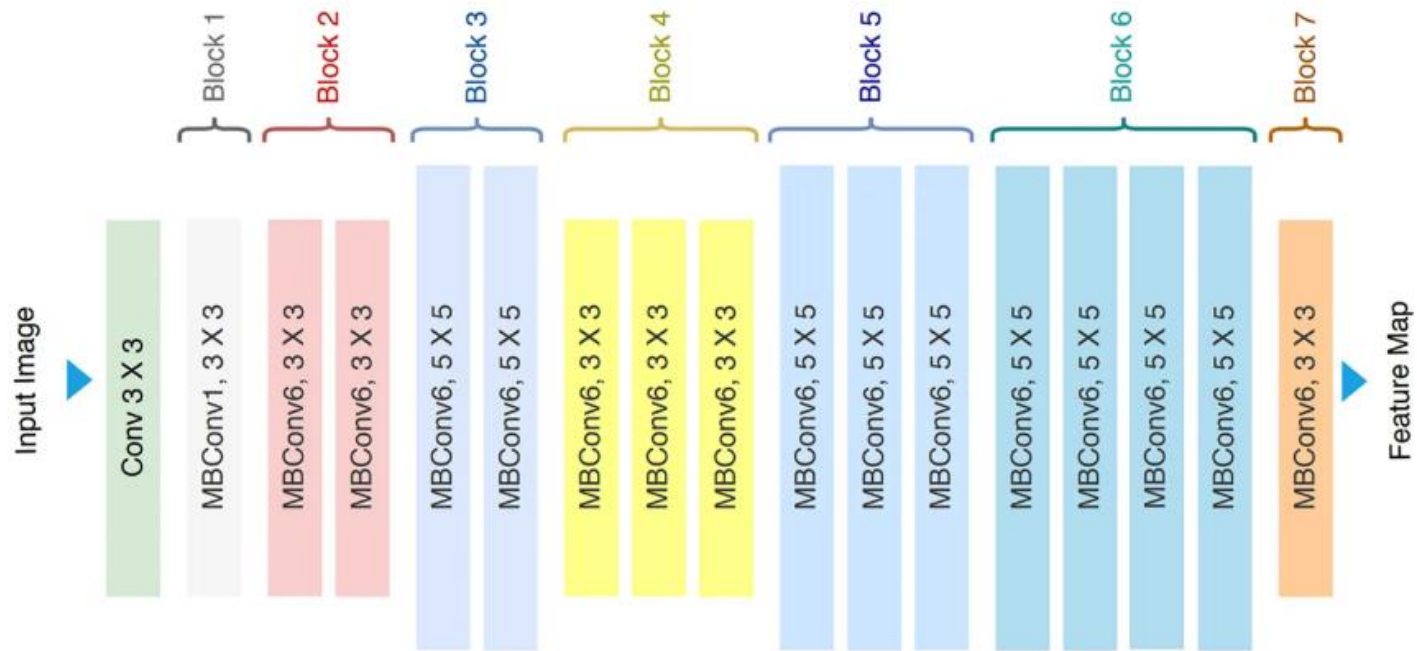 Input Image
Conv 3 X 3
Block 1
MBConv1, 3 X 3
Block 2
MBConv6, 3 X 3
MBConv6, 3 X 3
Block 3
MBConv6, 5 X 5
MBConv6, 5 X 5
Block 4
MBConv6, 3 X 3
MBConv6, 3 X 3
MBConv6, 3 X 3
Block 5
MBConv6, 5 X 5
MBConv6, 5 X 5
MBConv6, 5 X 5
Block 6
MBConv6, 5 X 5
MBConv6, 5 X 5
MBConv6, 5 X 5
MBConv6, 5 X 5
Block 7
MBConv6, 3 X 3
Feature Map